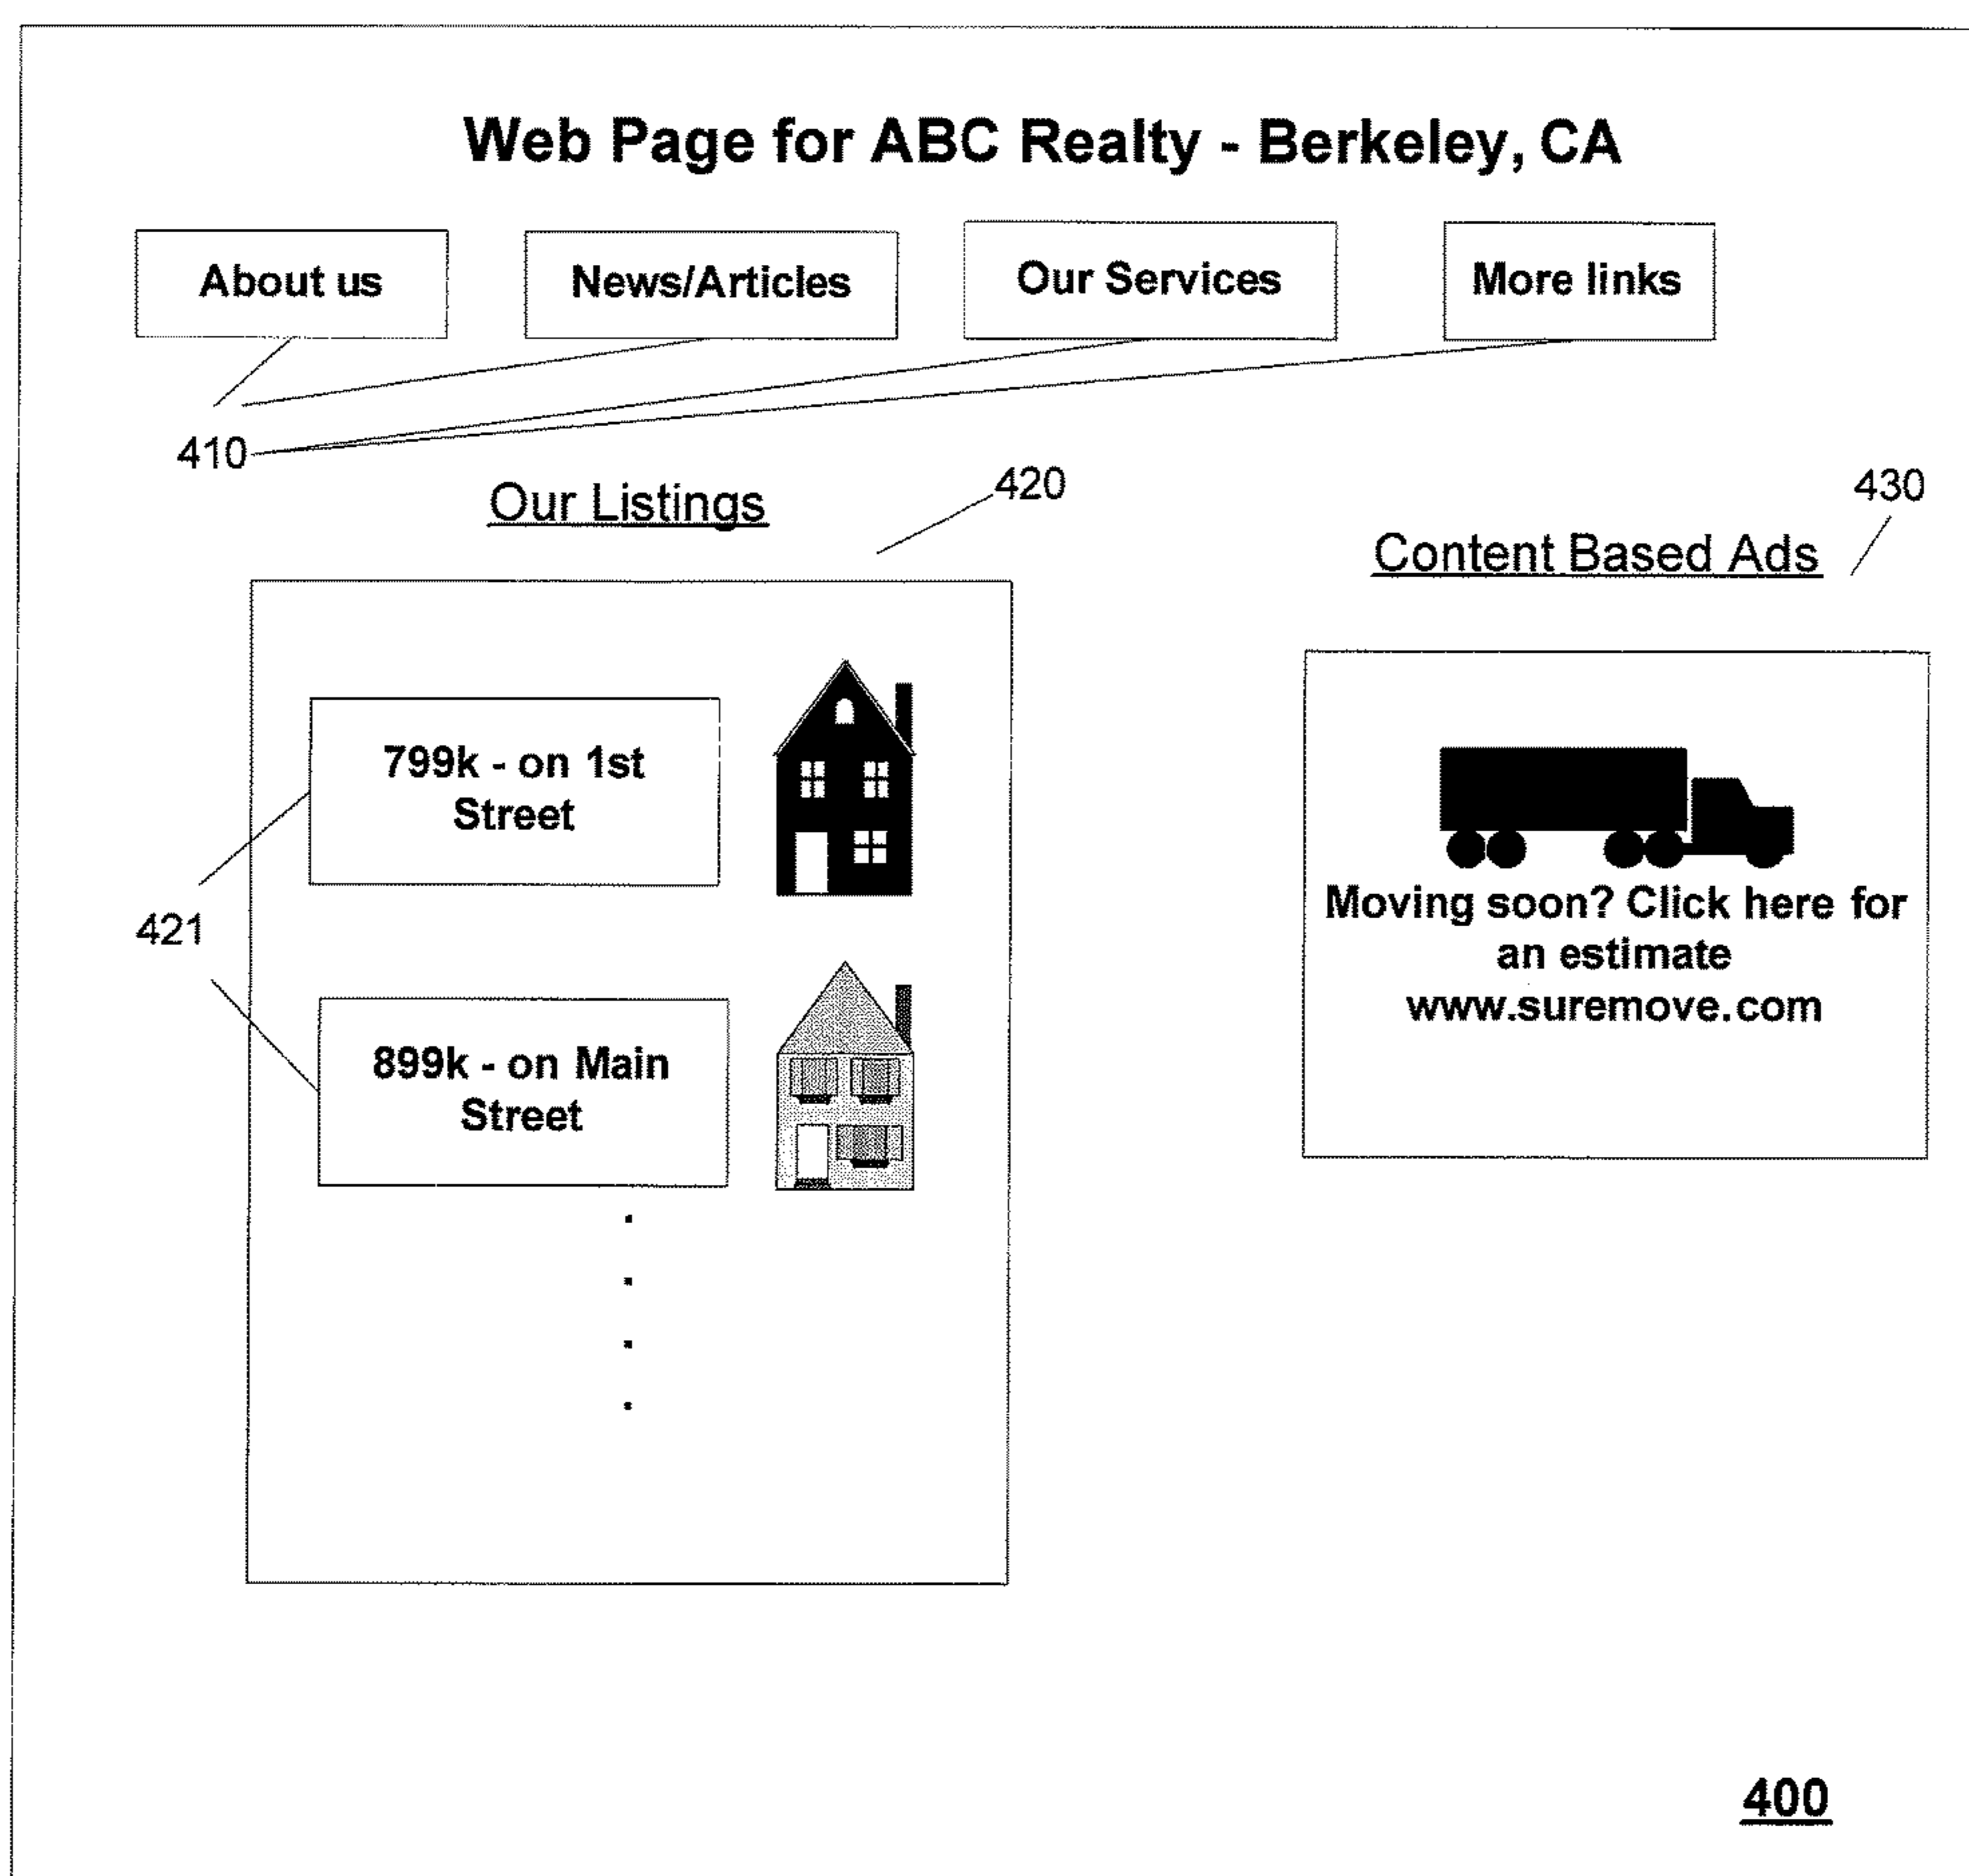 Web Page for ABC Realty - Berkeley, CA
About us
News/Articles
Our Services
More links
410
Our Listings
420
430
Content Based Ads
799k - on 1st
Street
421
899k - on Main
Street
Moving soon? Click here for
an estimate
www.suremove.com
400